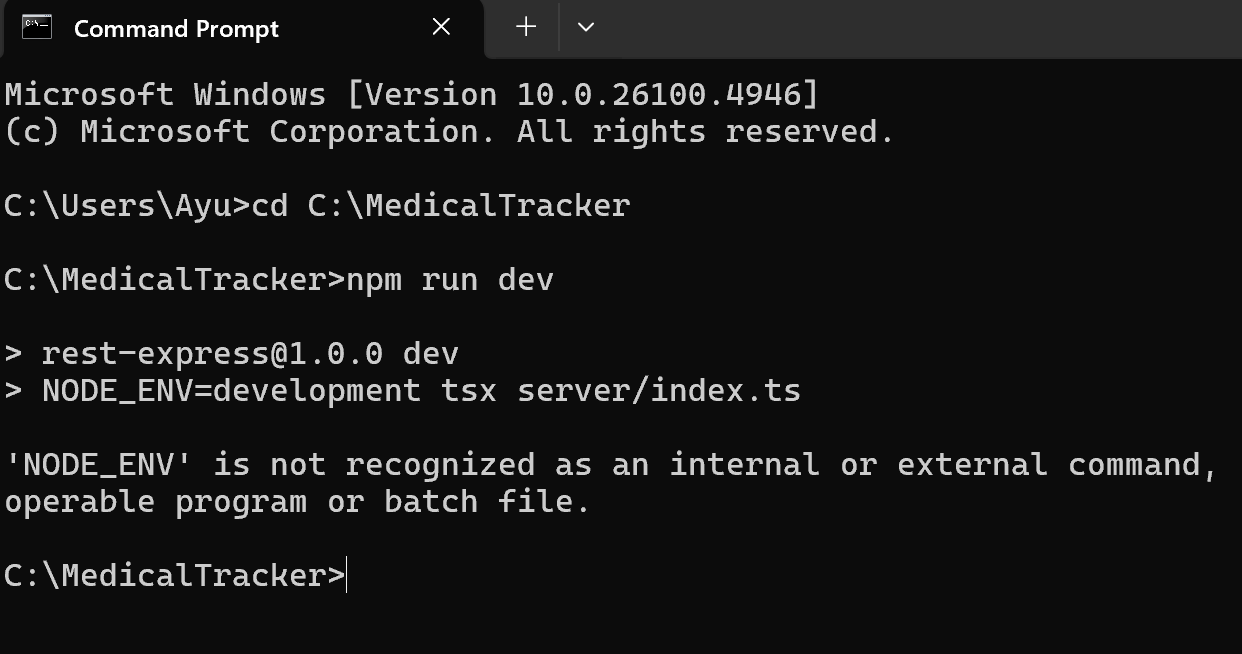 Command Prompt
Microsoft Windows [Version 10.0.26100.4946]
(c) Microsoft Corporation. All rights reserved.
C:\Users\Ayu>cd C:\MedicalTracker
C:\MedicalTracker>npm run dev
> rest-express@1.0.0 dev
> NODE_ENV=development tsx server/index.ts
'NODE_ENV' is not recognized as an internal or external command,
operable program or batch file.
C:\MedicalTracker>